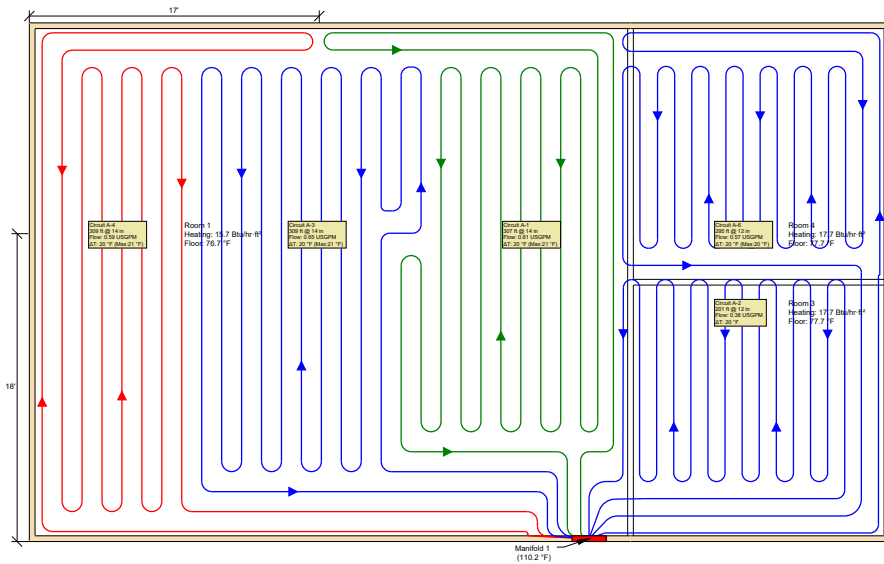 17'
Circuit A-4
309 ft @ 14 in
Flow: 0.59 USGPM
ΔT: 20 °F (Max:21 °F)
Room 1
Heating: 15.7 Btu/hr·ft²
Floor: 76.7 °F
Circuit A-3
309 ft @ 14 in
Flow: 0.65 USGPM
ΔT: 20 °F (Max:21 °F)
Circuit A-1
307 ft @ 14 in
Flow: 0.61 USGPM
ΔT: 20 °F (Max:21 °F)
Circuit A-6
295 ft @ 12 in
Flow: 0.57 USGPM
ΔT: 20 °F (Max:20 °F)
Room 4
Heating: 17.7 Btu/hr·ft²
Floor: 77.7 °F
Circuit A-2
201 ft @ 12 in
Flow: 0.38 USGPM
ΔT: 20 °F
Room 3
Heating: 17.7 Btu/hr·ft²
Floor: 77.7 °F
18'
Manifold 1
(110.2 °F)